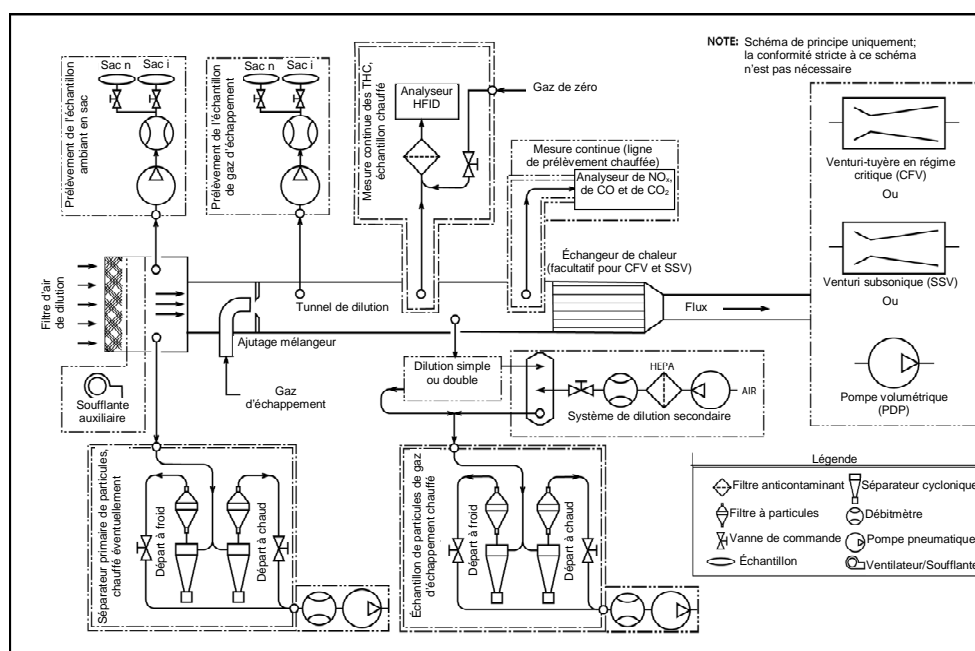 NOTE: Schéma de principe uniquement;
la conformité stricte à ce schéma
n'est pas nécessaire
Sac n Sac i
Prélèvement de l'échantillon
ambiant en sac
Sac n Sac i
Prélèvement de l'échantillon
de gaz d'échappement
Mesure continue des THC,
échantillon chauffé
Analyseur
HFID
Gaz de zéro
Mesure continue (ligne
de prélèvement chauffée)
Analyseur de NOx,
de CO et de CO2
Venturi-tuyère en régime
critique (CFV)
Ou
Venturi subsonique (SSV)
Ou
Pompe volumétrique
(PDP)
Échangeur de chaleur
(facultatif pour CFV et SSV)
Filtre d'air
de dilution
Tunnel de dilution
Flux
Ajutage mélangeur
Gaz
d'échappement
Soufflante
auxiliaire
Dilution simple
ou double
HEPA
AIR
Système de dilution secondaire
Séparateur primaire de particules,
chauffé éventuellement
Départ à froid
Départ à chaud
Échantillon de particules de gaz
d'échappement chauffé
Départ à froid
Départ à chaud
Légende
Filtre anticontaminant
Séparateur cyclonique
Filtre à particules
Débitmètre
Vanne de commande
Pompe pneumatique
Échantillon
Ventilateur/Soufflante